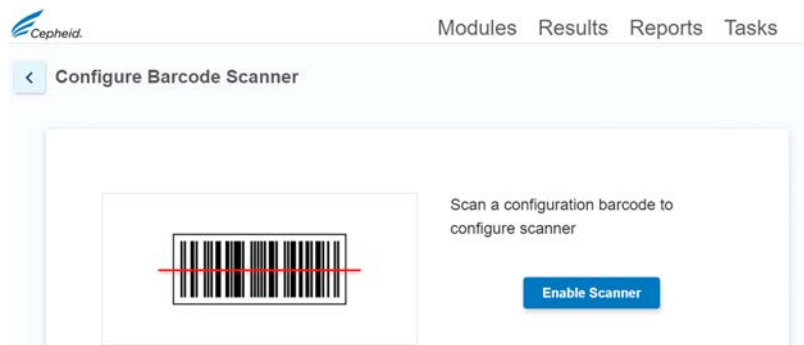 Cepheid.
Modules Results Reports Tasks
Configure Barcode Scanner
Scan a configuration barcode to
configure scanner
Enable Scanner